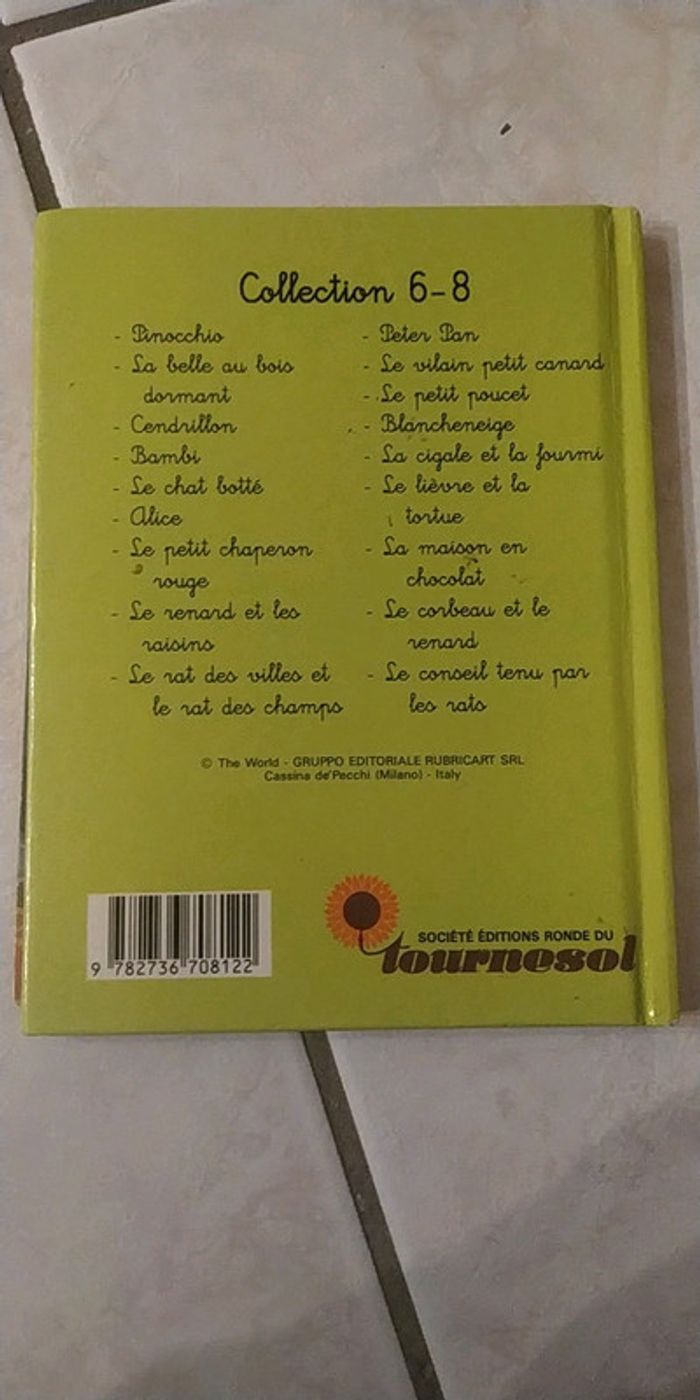 Collection 6-8
- Pinocchio
- La belle au bois
dormant
- Cendrillon
- Bambi
- Le chat botté
- Alice
- Le petit chaperon
rouge
- Le renard et les
raisins
- Le rat des villes et
le rat des champs
- Peter Pan
- Le vilain petit canard
- Le petit poucet
- Blancheneige
- La cigale et la fourmi
- Le lièvre et la
tortue
- La maison en
chocolat
- Le corbeau et le
renard
- Le conseil tenu par
les rats
© The World - GRUPPO EDITORIALE RUBRICART SRL
Cassina de'Pecchi (Milano) - Italy
9 782736 708122
SOCIÉTÉ ÉDITIONS RONDE DU
tournesol